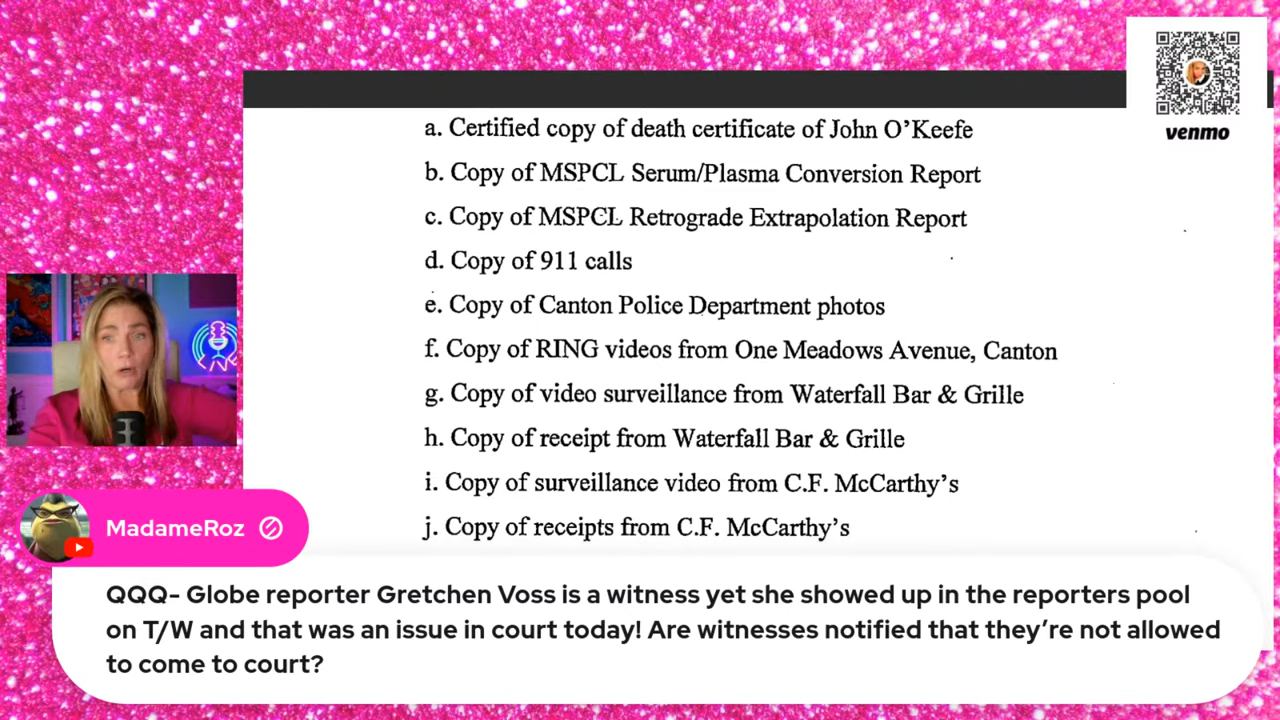 venmo
a. Certified copy of death certificate of John O’Keefe
b. Copy of MSPCL Serum/Plasma Conversion Report
c. Copy of MSPCL Retrograde Extrapolation Report
d. Copy of 911 calls
e. Copy of Canton Police Department photos
f. Copy of RING videos from One Meadows Avenue, Canton
g. Copy of video surveillance from Waterfall Bar & Grille
h. Copy of receipt from Waterfall Bar & Grille
i. Copy of surveillance video from C.F. McCarthy’s
j. Copy of receipts from C.F. McCarthy’s
MadameRoz
QQQ- Globe reporter Gretchen Voss is a witness yet she showed up in the reporters pool
on T/W and that was an issue in court today! Are witnesses notified that they’re not allowed
to come to court?